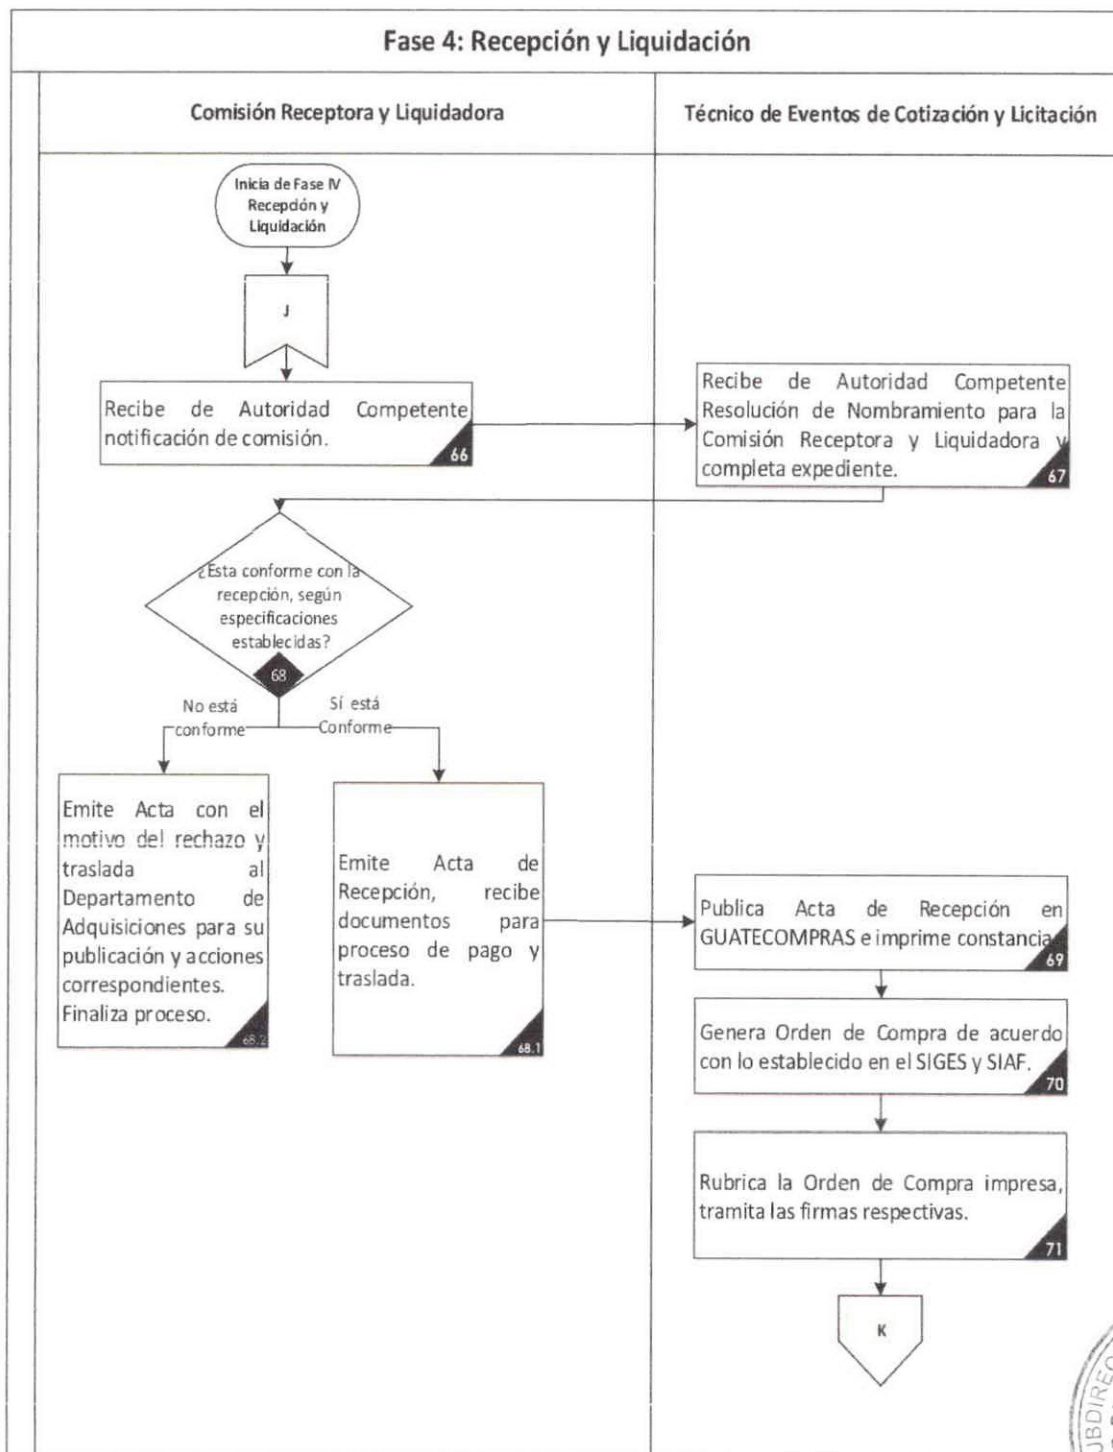 Fase 4: Recepción y Liquidación
Comisión Receptora y Liquidadora
Técnico de Eventos de Cotización y Licitación
Inicia de Fase IV
Recepción y
Liquidación
J
Recibe de Autoridad Competente
notificación de comisión.
66
Recibe de Autoridad Competente
Resolución de Nombramiento para la
Comisión Receptora y Liquidadora y
completa expediente.
67
¿Esta conforme con la
recepción, según
especificaciones
establecidas?
68
No está
conforme
Sí está
Conforme
Emite Acta con el
motivo del rechazo y
traslada al
Departamento de
Adquisiciones para su
publicación y acciones
correspondientes.
Finaliza proceso.
68.2
Emite Acta de
Recepción, recibe
documentos para
proceso de pago y
traslada.
68.1
Publica Acta de Recepción en
GUATECOMPRAS e imprime constancia.
69
Genera Orden de Compra de acuerdo
con lo establecido en el SIGES y SIAF.
70
Rubrica la Orden de Compra impresa,
tramita las firmas respectivas.
71
K